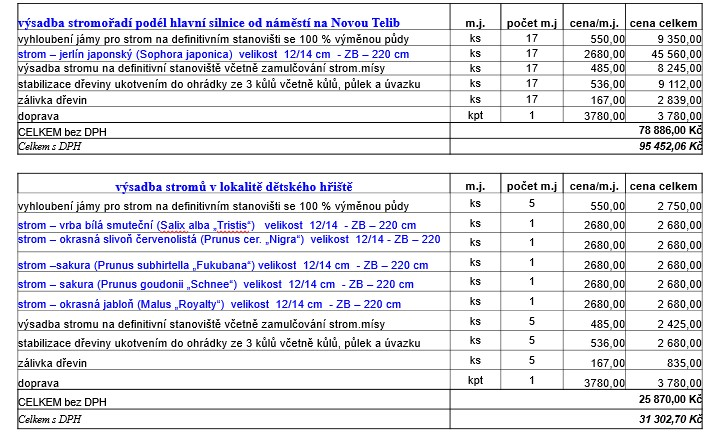 výsadba stromořadí podél hlavní silnice od náměstí na Novou Telib m.j. počet m.j cena/m.j. cena celkem
vyhloubení jámy pro strom na definitivním stanovišti se 100 % výměnou půdy ks 17 550,00 9 350,00
strom – jerlín japonský (Sophora japonica) velikost 12/14 cm - ZB – 220 cm ks 17 2680,00 45 560,00
výsadba stromu na definitivní stanoviště včetně zamulčování strom.mísy ks 17 485,00 8 245,00
stabilizace dřeviny ukotvením do ohrádky ze 3 kůlů včetně kůlů, půlek a úvazku ks 17 536,00 9 112,00
zálivka dřevin ks 17 167,00 2 839,00
doprava kpt 1 3780,00 3 780,00
CELKEM bez DPH 78 886,00 Kč
Celkem s DPH 95 452,06 Kč
výsadba stromů v lokalitě dětského hřiště m.j. počet m.j cena/m.j. cena celkem
vyhloubení jámy pro strom na definitivním stanovišti se 100 % výměnou půdy ks 5 550,00 2 750,00
strom – vrba bílá smuteční (Salix alba „Tristis“) velikost 12/14 - ZB – 220 cm ks 1 2680,00 2 680,00
strom – okrasná slivoň červenolistá (Prunus cer. „Nigra“) velikost 12/14 - ZB – 220 ks 1 2680,00 2 680,00
strom –sakura (Prunus subhirtella „Fukubana“) velikost 12/14 cm - ZB – 220 cm ks 1 2680,00 2 680,00
strom – sakura (Prunus goudonii „Schnee“) velikost 12/14 cm - ZB – 220 cm ks 1 2680,00 2 680,00
strom – okrasná jabloň (Malus „Royalty“) velikost 12/14 cm - ZB – 220 cm ks 1 2680,00 2 680,00
výsadba stromu na definitivní stanoviště včetně zamulčování strom.mísy ks 5 485,00 2 425,00
stabilizace dřeviny ukotvením do ohrádky ze 3 kůlů včetně kůlů, půlek a úvazku ks 5 536,00 2 680,00
zálivka dřevin ks 5 167,00 835,00
doprava kpt 1 3780,00 3 780,00
CELKEM bez DPH 25 870,00 Kč
Celkem s DPH 31 302,70 Kč